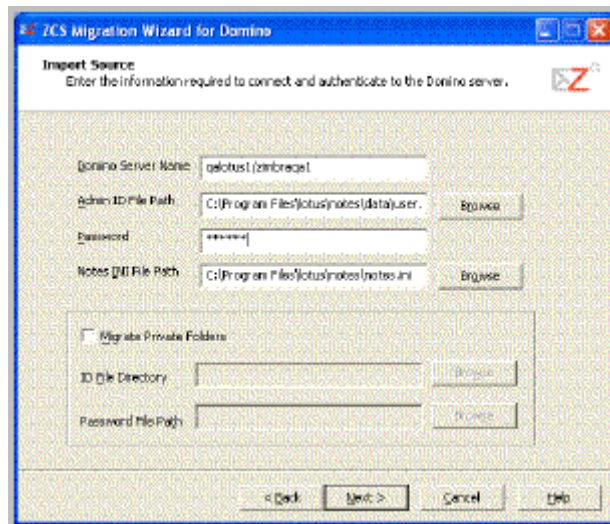 ZCS Migration Wizard for Domino
Import Source
Enter the information required to connect and authenticate to the Domino server.
Domino Server Name qalotus1/zimbraqa1
Admin ID File Path C:\Program Files\lotus\notes\data\user. Browse
Password *******
Notes INI File Path C:\Program Files\lotus\notes\notes.ini Browse
Migrate Private Folders
ID File Directory Browse
Password File Path Browse
< Back Next > Cancel Help